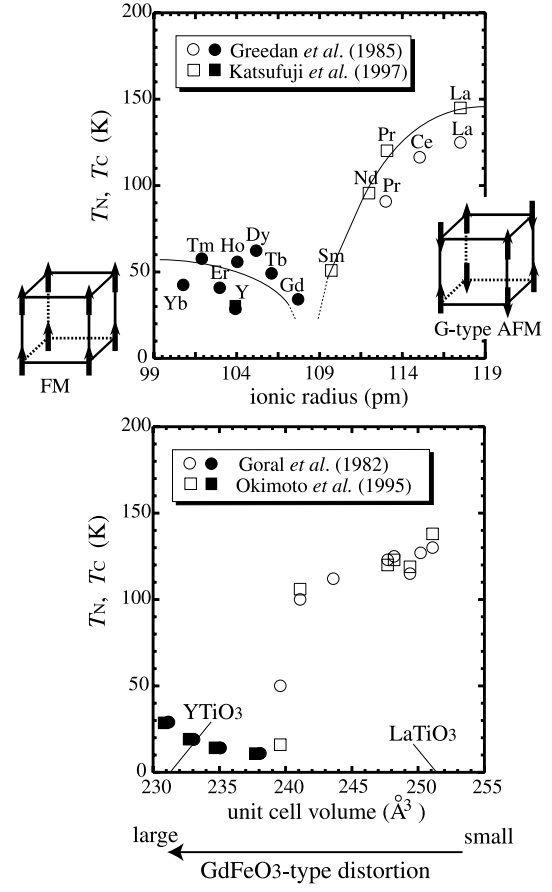 Greedan et al. (1985)
Katsufuji et al. (1997)
TN, TC (K)
200
150
100
50
0
La
La
Pr
Ce
Nd
Pr
Sm
Dy
Tm
Ho
Tb
Er
Yb
Y
Gd
FM
G-type AFM
99 104 109 114 119
ionic radius (pm)
Goral et al. (1982)
Okimoto et al. (1995)
TN, TC (K)
200
150
100
50
0
YTiO3
LaTiO3
230 235 240 245 250 255
unit cell volume (Å3)
large small
GdFeO3-type distortion